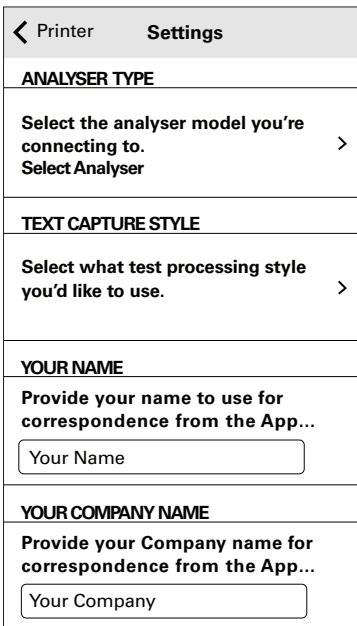 Printer Settings
ANALYSER TYPE
Select the analyser model you're
connecting to.
Select Analyser
TEXT CAPTURE STYLE
Select what test processing style
you'd like to use.
YOUR NAME
Provide your name to use for
correspondence from the App...
Your Name
YOUR COMPANY NAME
Provide your Company name for
correspondence from the App...
Your Company